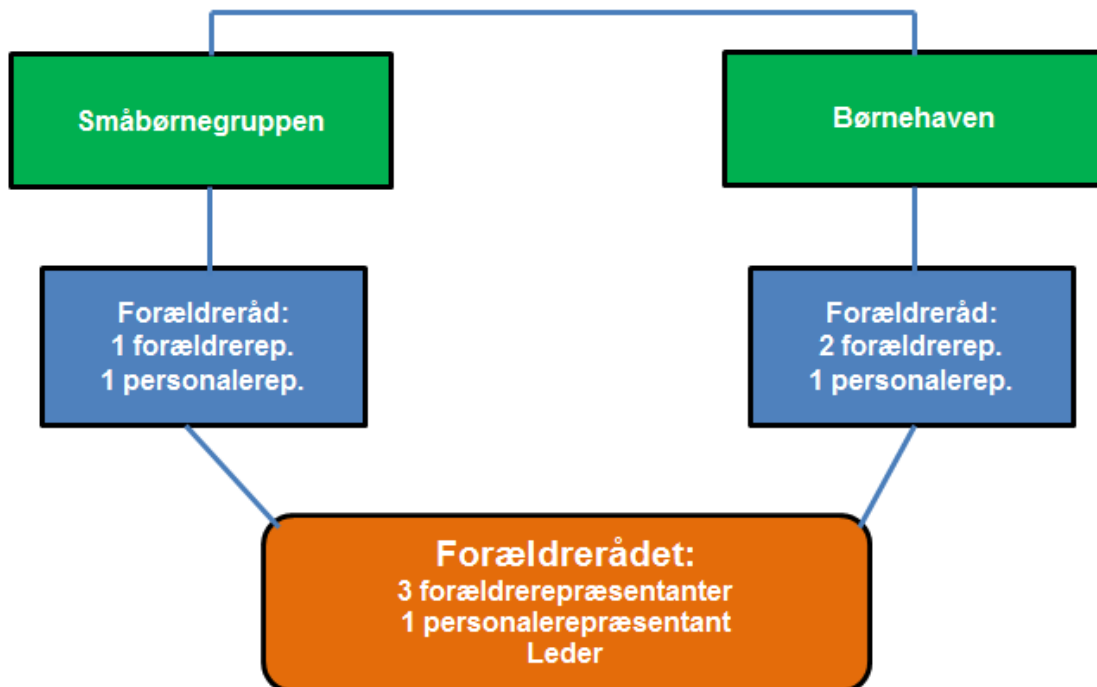 Småbørnegruppen
Børnehaven
Forældreråd:
1 forældrerep.
1 personalerep.
Forældreråd:
2 forældrerep.
1 personalerep.
Forældrerådet:
3 forældrerepræsentanter
1 personalerepræsentant
Leder